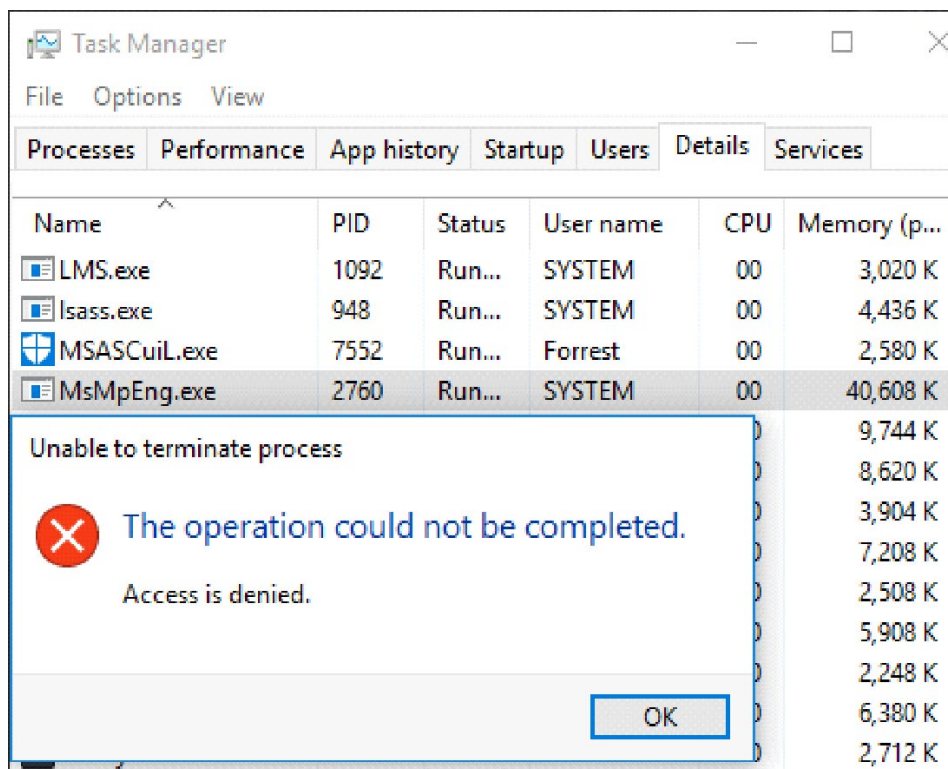 Task Manager
File Options View
Processes Performance App history Startup Users Details Services
Name PID Status User name CPU Memory (p...
LMS.exe 1092 Run... SYSTEM 00 3,020 K
lsass.exe 948 Run... SYSTEM 00 4,436 K
MSASCuiL.exe 7552 Run... Forrest 00 2,580 K
MsMpEng.exe 2760 Run... SYSTEM 00 40,608 K
9,744 K
Unable to terminate process
8,620 K
The operation could not be completed.
3,904 K
7,208 K
Access is denied.
2,508 K
5,908 K
2,248 K
OK
6,380 K
2,712 K